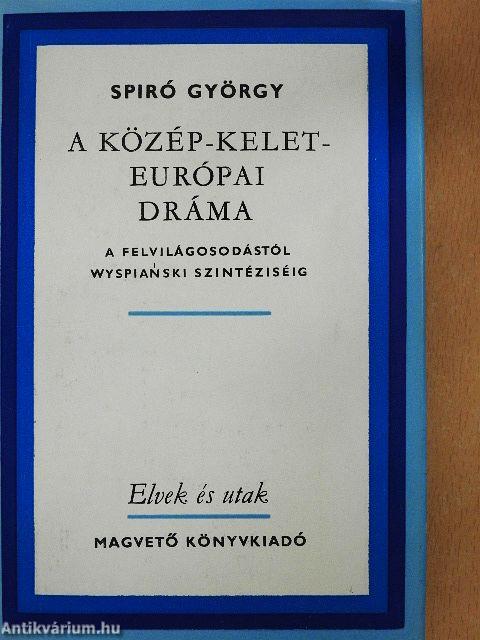 SPIRÓ GYÖRGY
A KÖZÉP-KELET-
EURÓPAI
DRÁMA
A FELVILÁGOSODÁSTÓL
WYSPIAŃSKI SZINTÉZISÉIG
Elvek és utak
MAGVETŐ KÖNYVKIADÓ
Antikvárium.hu